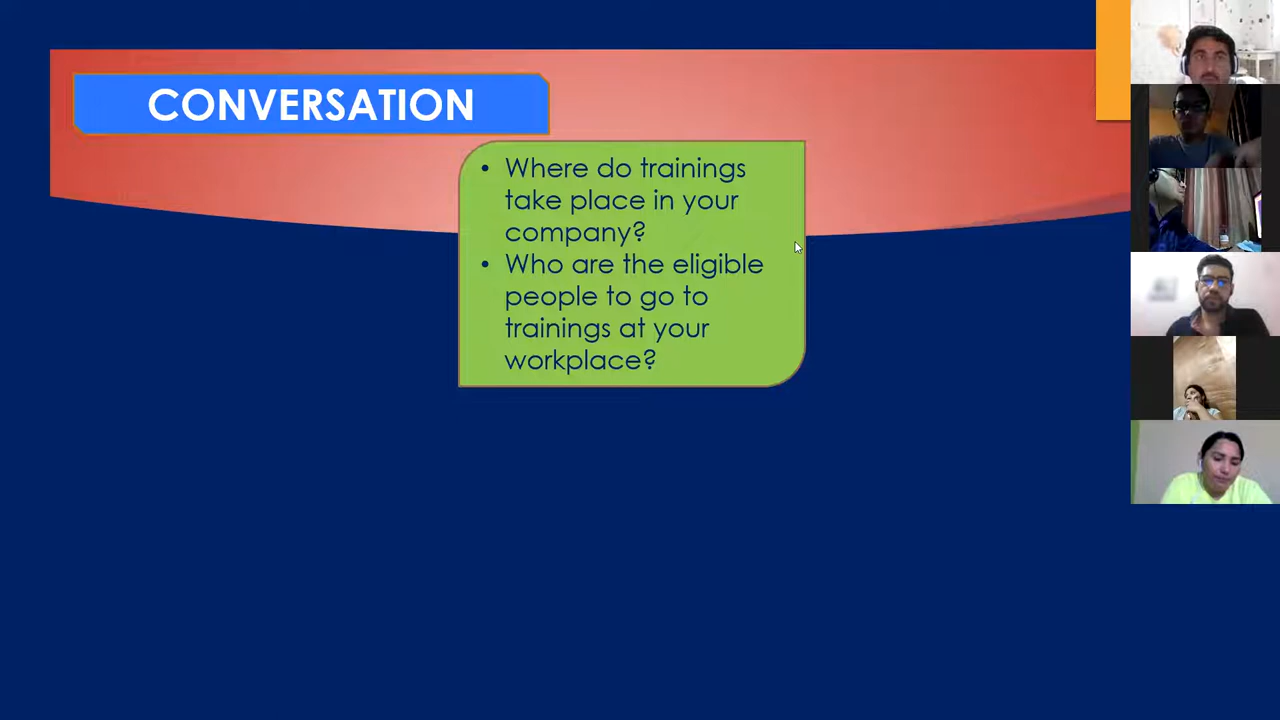 CONVERSATION
• Where do trainings
take place in your
company?
• Who are the eligible
people to go to
trainings at your
workplace?